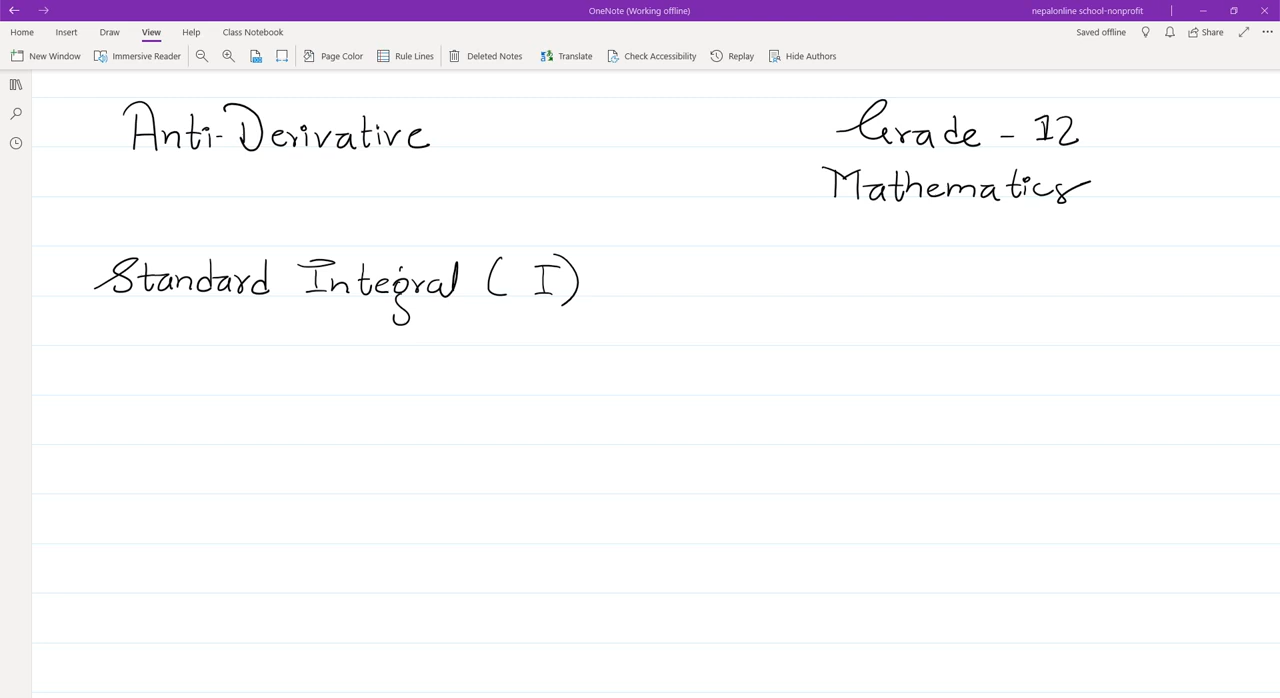 OneNote (Working offline)
nepalonline school-nonprofit
Home Insert Draw View Help Class Notebook
Saved offline Share
New Window Immersive Reader Page Color Rule Lines Deleted Notes Translate Check Accessibility Replay Hide Authors
Anti-Derivative
Grade - 12
Mathematics
Standard Integral ( I )